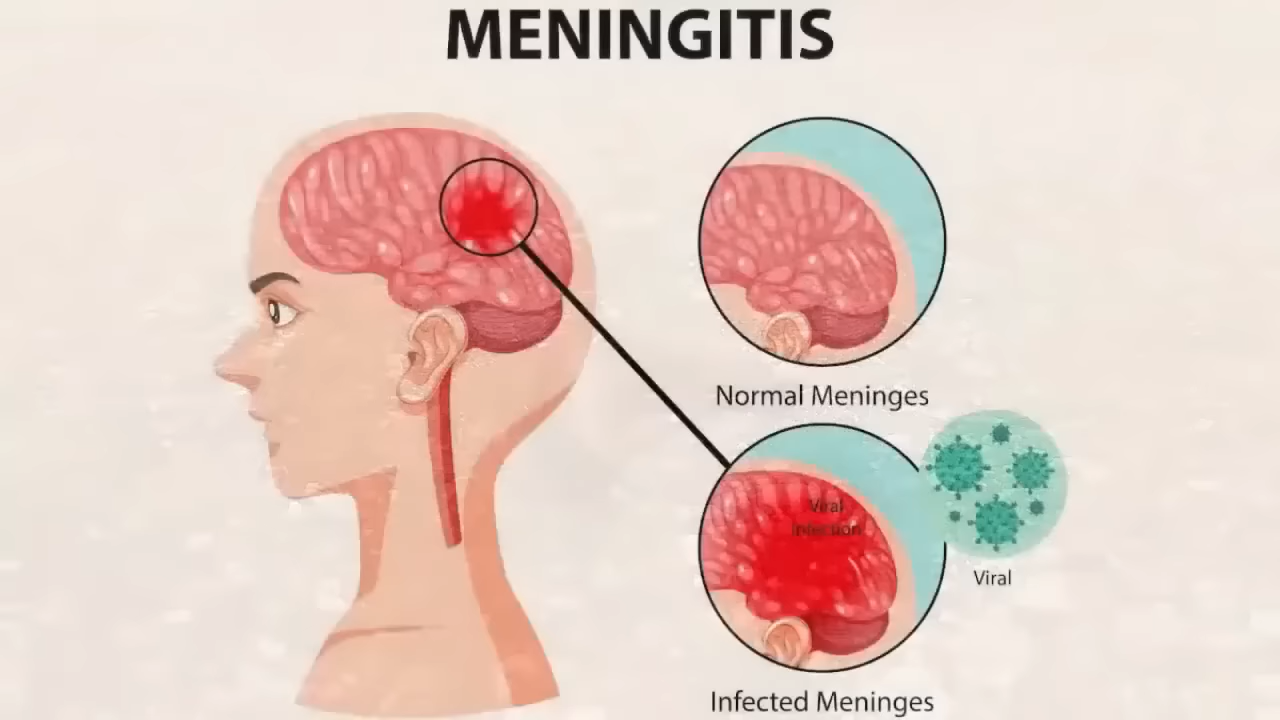 MENINGITIS
Normal Meninges
Viral
Infection
Viral
Infected Meninges